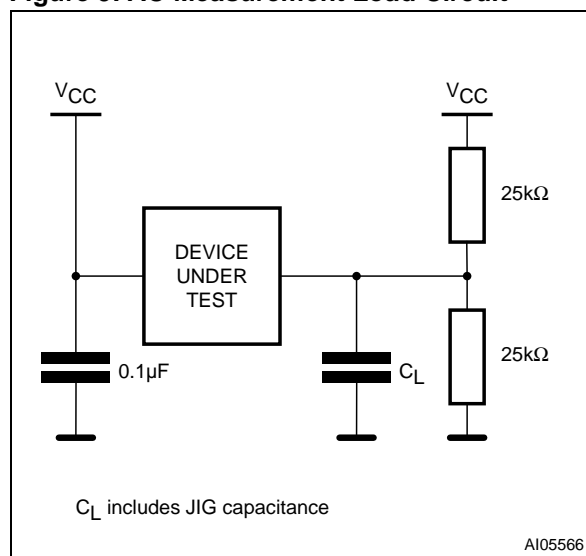 Figure AC Measurement Load Circuit
VCC
VCC
25kΩ
DEVICE
UNDER
TEST
0.1µF
CL
25kΩ
CL includes JIG capacitance
AI05566